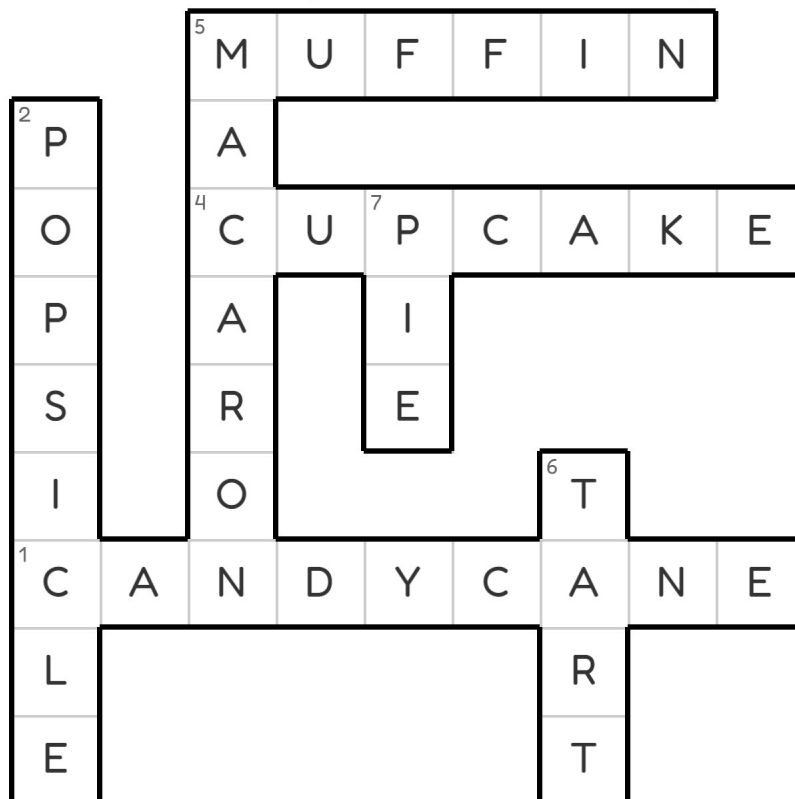 5 M U F F I N
2 P A
O 4 C U 7 P C A K E
P A I
S R E
I O 6 T
1 C A N D Y C A N E
L R
E T